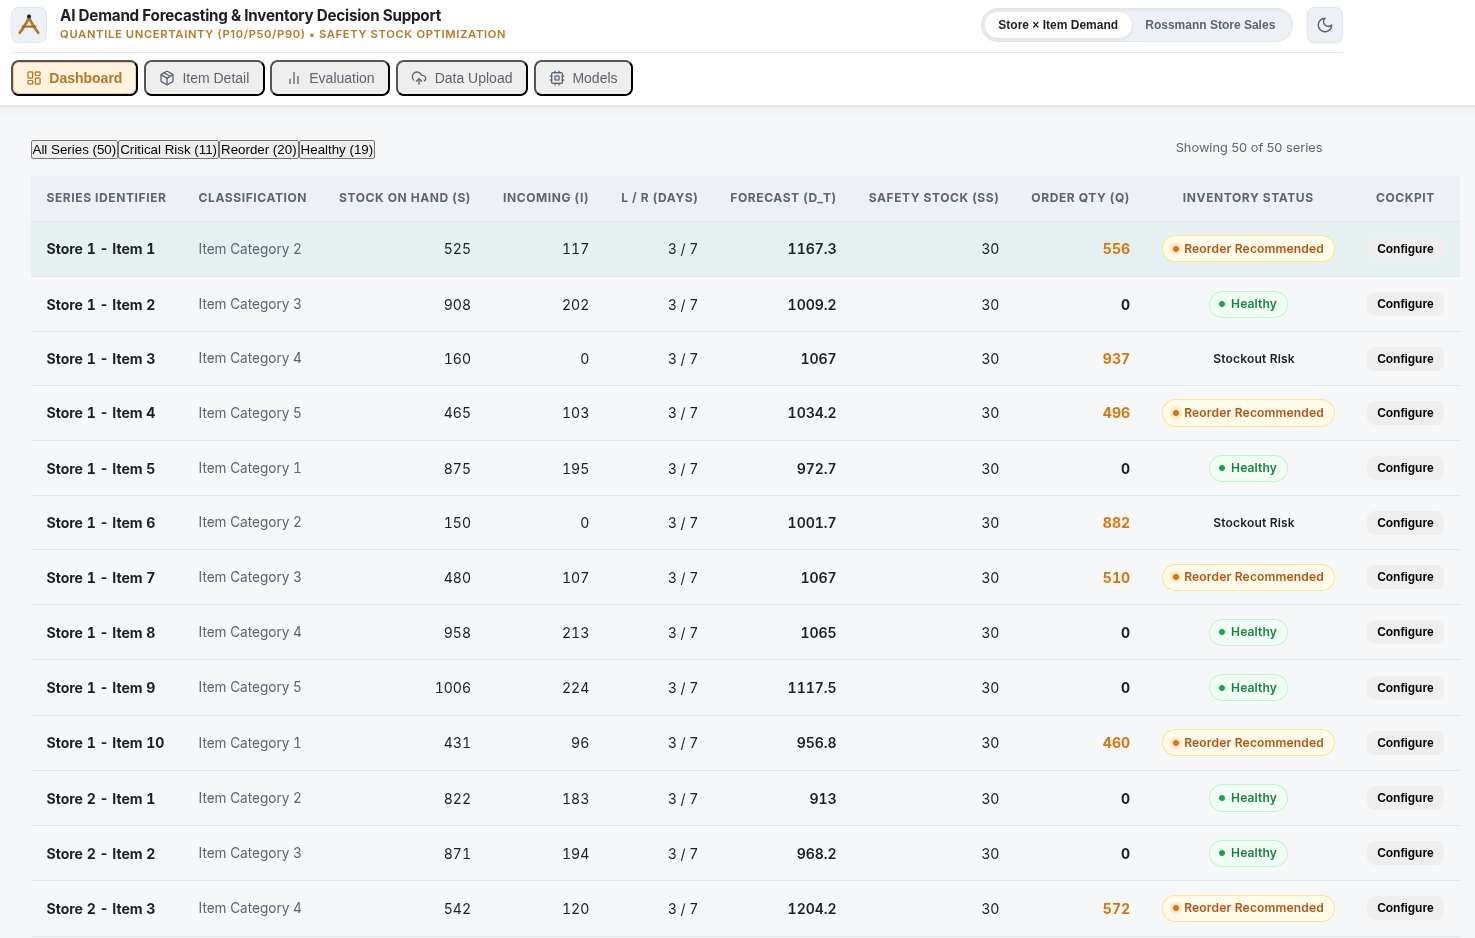 AI Demand Forecasting & Inventory Decision Support
QUANTILE UNCERTAINTY (P10/P50/P90) • SAFETY STOCK OPTIMIZATION
Store × Item Demand Rossmann Store Sales
Dashboard Item Detail Evaluation Data Upload Models
All Series (50) Critical Risk (11) Reorder (20) Healthy (19) Showing 50 of 50 series
SERIES IDENTIFIER CLASSIFICATION STOCK ON HAND (S) INCOMING (I) L / R (DAYS) FORECAST (D_T) SAFETY STOCK (SS) ORDER QTY (Q) INVENTORY STATUS COCKPIT
Store 1 - Item 1 Item Category 2 525 117 3 / 7 1167.3 30 556 Reorder Recommended Configure
Store 1 - Item 2 Item Category 3 908 202 3 / 7 1009.2 30 0 Healthy Configure
Store 1 - Item 3 Item Category 4 160 0 3 / 7 1067 30 937 Stockout Risk Configure
Store 1 - Item 4 Item Category 5 465 103 3 / 7 1034.2 30 496 Reorder Recommended Configure
Store 1 - Item 5 Item Category 1 875 195 3 / 7 972.7 30 0 Healthy Configure
Store 1 - Item 6 Item Category 2 150 0 3 / 7 1001.7 30 882 Stockout Risk Configure
Store 1 - Item 7 Item Category 3 480 107 3 / 7 1067 30 510 Reorder Recommended Configure
Store 1 - Item 8 Item Category 4 958 213 3 / 7 1065 30 0 Healthy Configure
Store 1 - Item 9 Item Category 5 1006 224 3 / 7 1117.5 30 0 Healthy Configure
Store 1 - Item 10 Item Category 1 431 96 3 / 7 956.8 30 460 Reorder Recommended Configure
Store 2 - Item 1 Item Category 2 822 183 3 / 7 913 30 0 Healthy Configure
Store 2 - Item 2 Item Category 3 871 194 3 / 7 968.2 30 0 Healthy Configure
Store 2 - Item 3 Item Category 4 542 120 3 / 7 1204.2 30 572 Reorder Recommended Configure